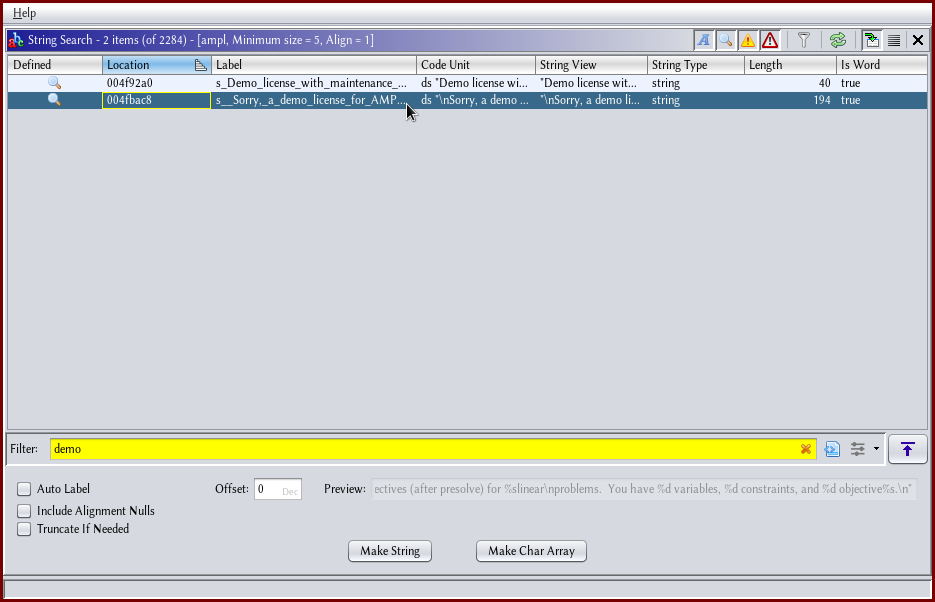 Help
String Search - 2 items (of 2284) - [ampl, Minimum size = 5, Align = 1]
Defined Location Label Code Unit String View String Type Length Is Word
004f92a0 s_Demo_license_with_maintenance_... ds "Demo license wi... "Demo license wit... string 40 true
004fbac8 s__Sorry,_a_demo_license_for_AMP... ds "\nSorry, a demo ... "\nSorry, a demo li... string 194 true
Filter: demo
Auto Label Offset: 0 Dec Preview: ectives (after presolve) for %slinear\nproblems. You have %d variables, %d constraints, and %d objective%s.\n"
Include Alignment Nulls
Truncate If Needed
Make String Make Char Array